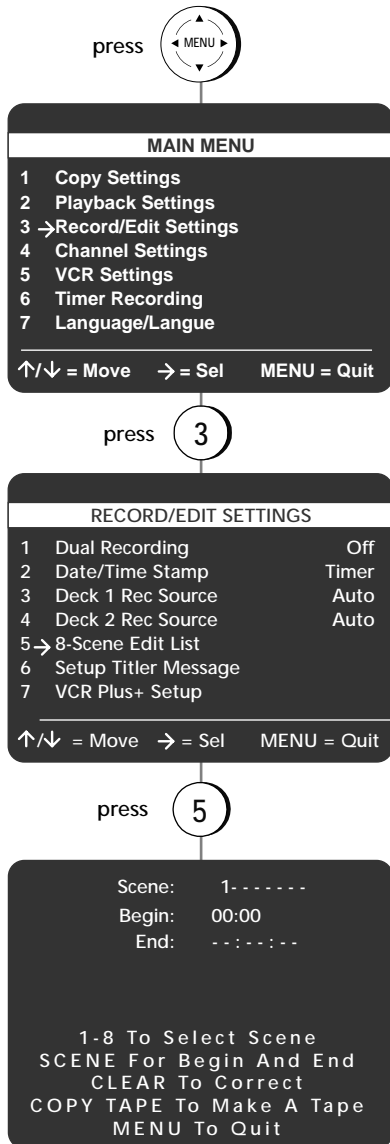 press MENU
MAIN MENU
1 Copy Settings
2 Playback Settings
3 →Record/Edit Settings
4 Channel Settings
5 VCR Settings
6 Timer Recording
7 Language/Langue
↑/↓ = Move → = Sel MENU = Quit
press 3
RECORD/EDIT SETTINGS
1 Dual Recording Off
2 Date/Time Stamp Timer
3 Deck 1 Rec Source Auto
4 Deck 2 Rec Source Auto
5→ 8-Scene Edit List
6 Setup Titler Message
7 VCR Plus+ Setup
↑/↓ = Move → = Sel MENU = Quit
press 5
Scene: 1- - - - - - -
Begin: 00:00
End: - - : - - : - -
1-8 To Select Scene
SCENE For Begin And End
CLEAR To Correct
COPY TAPE To Make A Tape
MENU To Quit